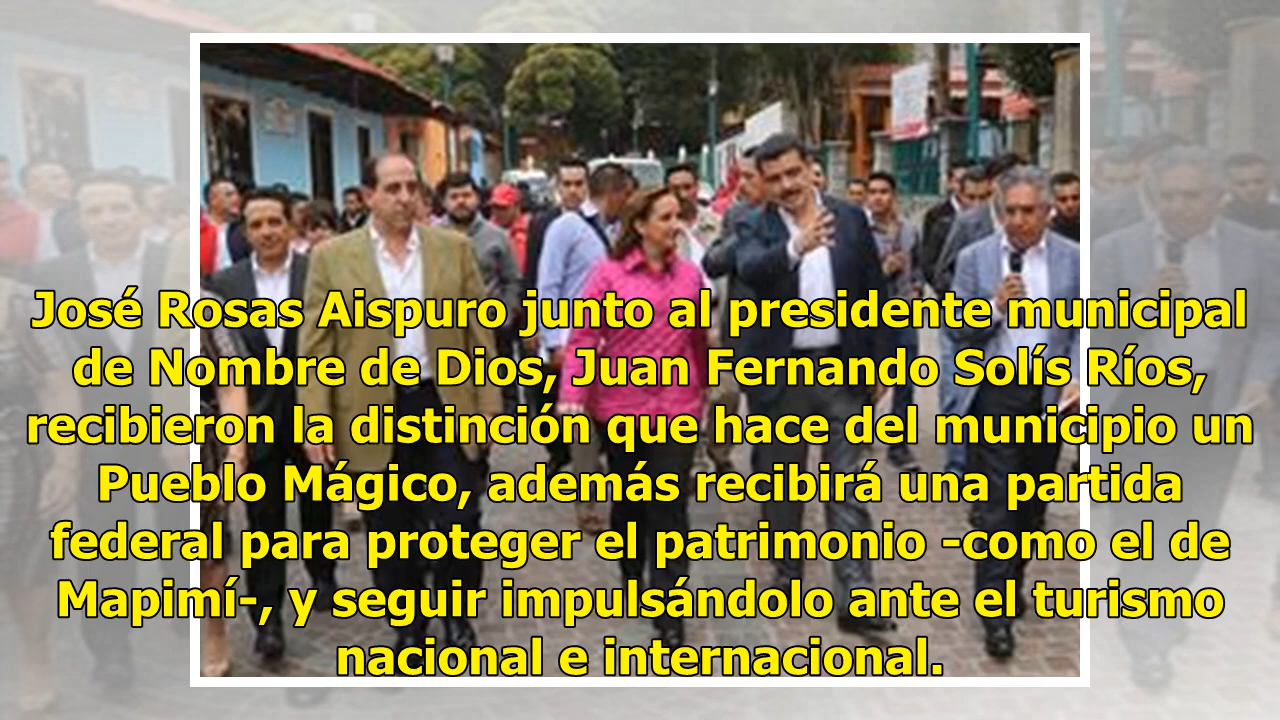 José Rosas Aispuro junto al presidente municipal
de Nombre de Dios, Juan Fernando Solís Ríos,
recibieron la distinción que hace del municipio un
Pueblo Mágico, además recibirá una partida
federal para proteger el patrimonio -como el de
Mapimí-, y seguir impulsándolo ante el turismo
nacional e internacional.